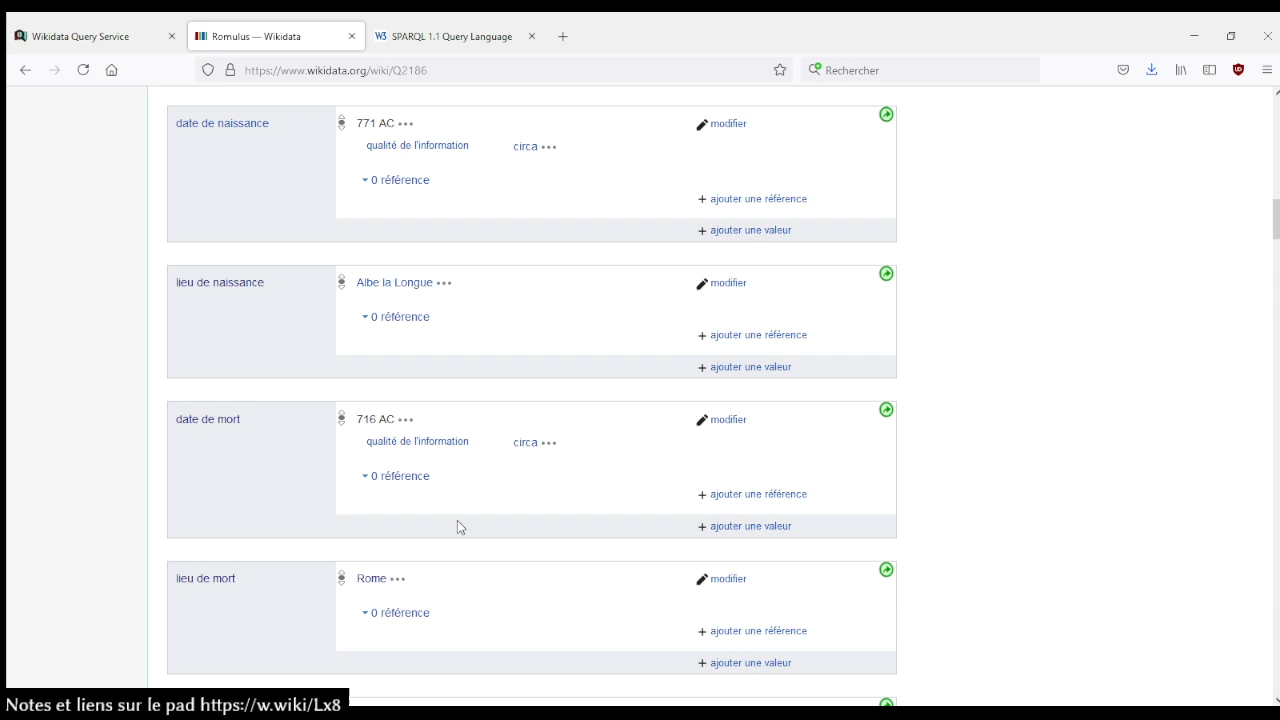 Wikidata Query Service
Romulus — Wikidata
SPARQL 1.1 Query Language
https://www.wikidata.org/wiki/Q2186
Rechercher
date de naissance
771 AC
modifier
qualité de l'information
circa
0 référence
ajouter une référence
ajouter une valeur
lieu de naissance
Albe la Longue
modifier
0 référence
ajouter une référence
ajouter une valeur
date de mort
716 AC
modifier
qualité de l'information
circa
0 référence
ajouter une référence
ajouter une valeur
lieu de mort
Rome
modifier
0 référence
ajouter une référence
ajouter une valeur
Notes et liens sur le pad https://w.wiki/Lx8